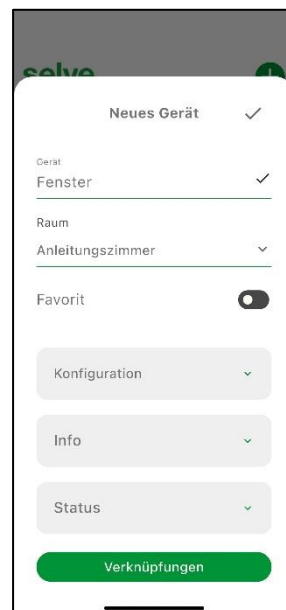 selve
Neues Gerät
Gerät
Fenster
Raum
Anleitungszimmer
Favorit
Konfiguration
Info
Status
Verknüpfungen